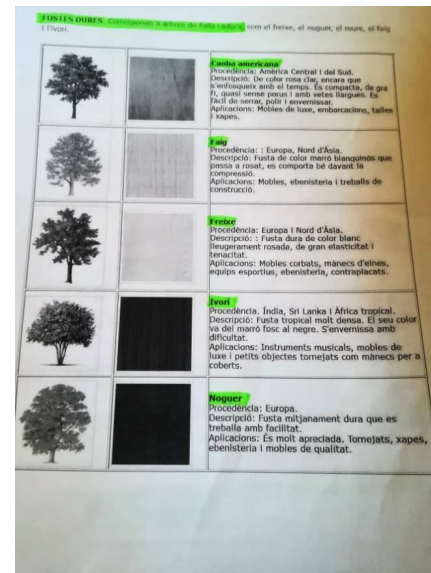 FUSTES DURES. Corresponen a arbres de fulla caduca, com el freixe, el noguer, el roure, el faig
i l'ivori.
Caoba americana
Procedència: Amèrica Central i del Sud.
Descripció: De color rosa clar, encara que
s'enfosqueix amb el temps. És compacta, de gra
fi, quasi sense porus i amb vetes llargues. És
fàcil de serrar, polir i envernissar.
Aplicacions: Mobles de luxe, embarcacions, talles
i xapes.
Faig
Procedència: : Europa, Nord d'Àsia.
Descripció: Fusta de color marró blanquinós que
passa a rosat, es comporta bé davant la
compressió.
Aplicacions: Mobles, ebenisteria i treballs de
construcció.
Freixe
Procedència: Europa i Nord d'Àsia.
Descripció: : Fusta dura de color blanc
lleugerament rosada, de gran elasticitat i
tenacitat.
Aplicacions: Mobles corbats, mànecs d'eines,
equips esportius, ebenisteria, contraplacats.
Ivori
Procedència. Índia, Sri Lanka i Àfrica tropical.
Descripció: Fusta tropical molt densa. El seu color
va del marró fosc al negre. S'envernissa amb
dificultat.
Aplicacions: Instruments musicals, mobles de
luxe i petits objectes tornejats com mànecs per a
coberts.
Noguer
Procedència: Europa.
Descripció: Fusta mitjanament dura que es
treballa amb facilitat.
Aplicacions: És molt apreciada. Tornejats, xapes,
ebenisteria i mobles de qualitat.